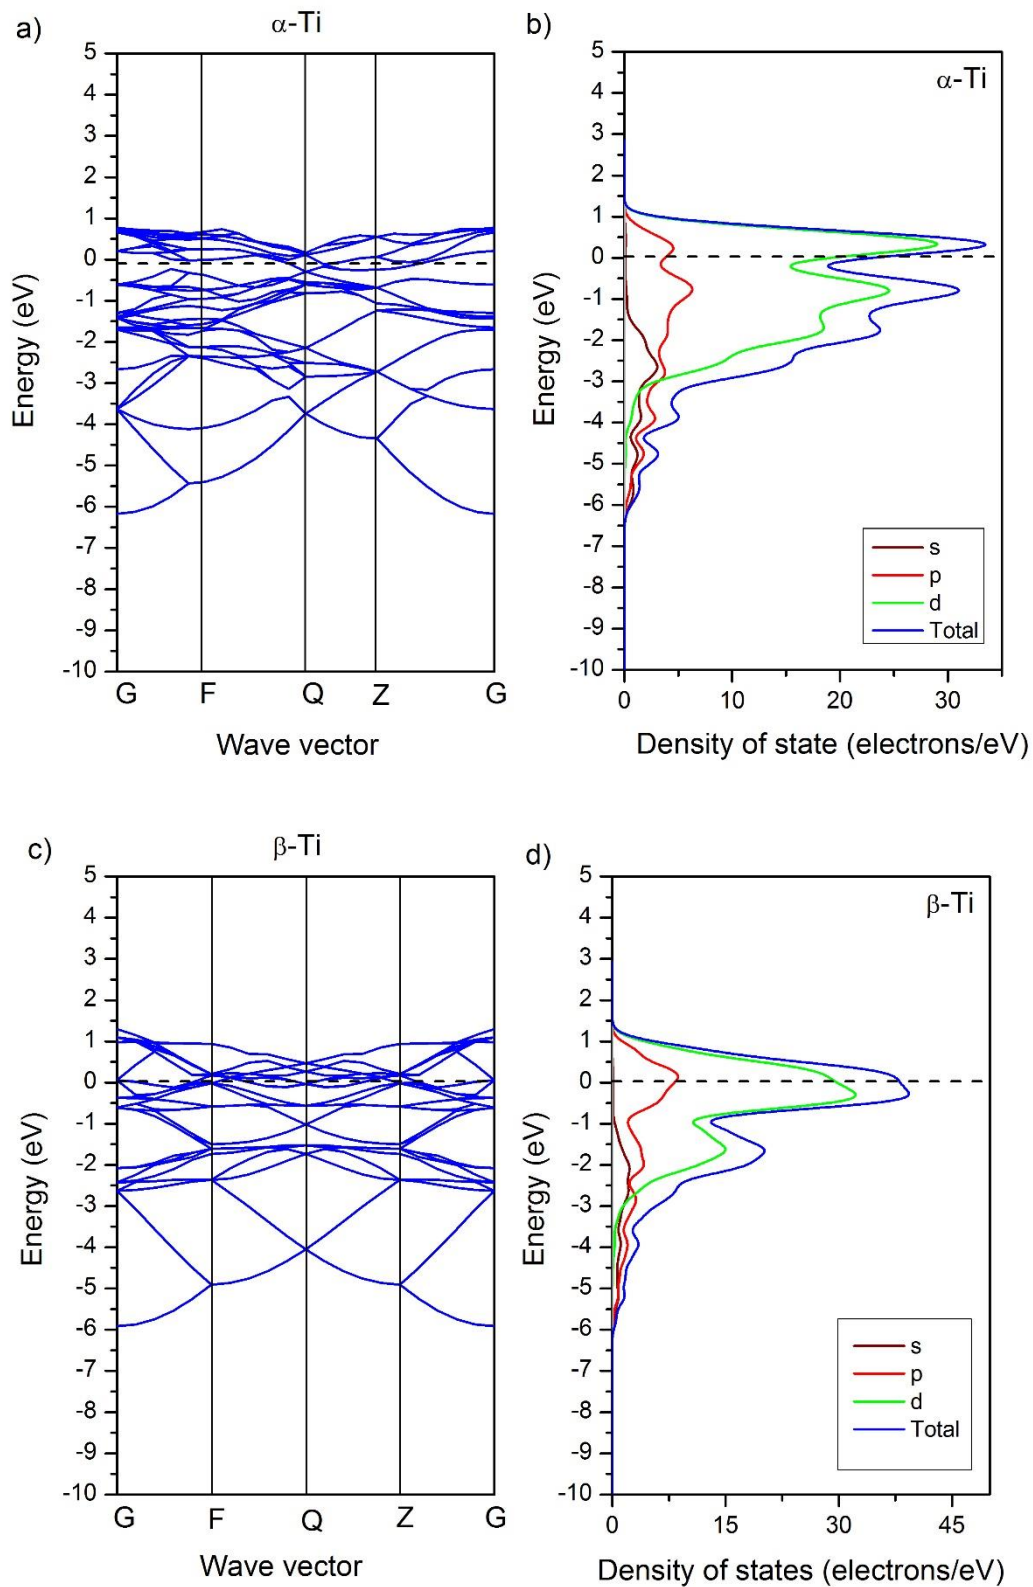 a)
α-Ti
5
4
3
2
1
0
-1
-2
-3
-4
-5
-6
-7
-8
-9
-10
Energy (eV)
G F Q Z G
Wave vector
b)
α-Ti
5
4
3
2
1
0
-1
-2
-3
-4
-5
-6
-7
-8
-9
-10
Energy (eV)
s
p
d
Total
0 10 20 30
Density of state (electrons/eV)
c)
β-Ti
5
4
3
2
1
0
-1
-2
-3
-4
-5
-6
-7
-8
-9
-10
Energy (eV)
G F Q Z G
Wave vector
d)
β-Ti
5
4
3
2
1
0
-1
-2
-3
-4
-5
-6
-7
-8
-9
-10
Energy (eV)
s
p
d
Total
0 15 30 45
Density of states (electrons/eV)